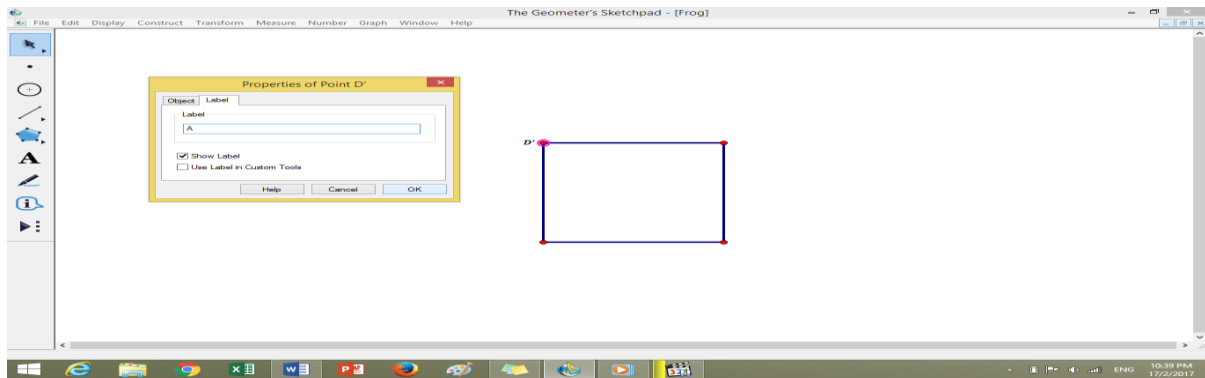 The Geometer's Sketchpad - [Frog]
File Edit Display Construct Transform Measure Number Graph Window Help
Properties of Point D'
Object Label
Label
A
Show Label
Use Label in Custom Tools
Help Cancel OK
D'
A
ENG 10:39 PM
17/2/2017